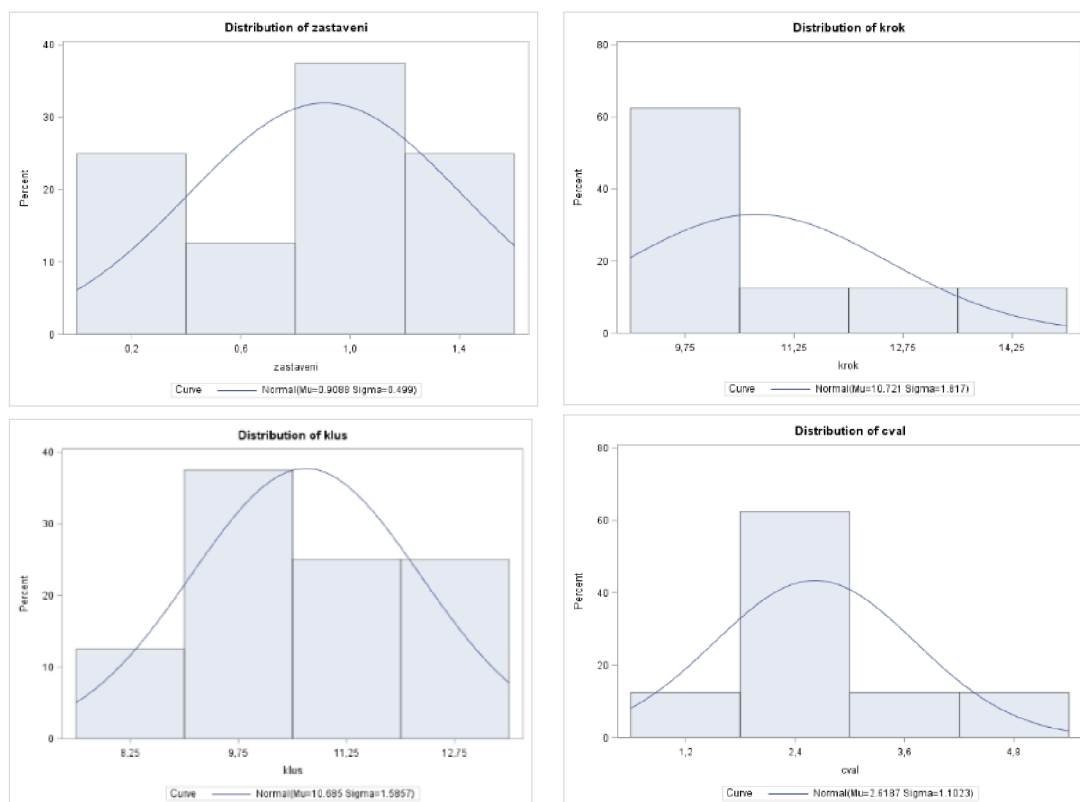 Distribution of zastaveni
40
30
20
10
0
Percent
0,2 0,6 1,0 1,4
zastaveni
Curve Normal(Mu=0.9088 Sigma=0.499)
Distribution of krok
80
60
40
20
0
Percent
9,75 11,25 12,75 14,25
krok
Curve Normal(Mu=10.721 Sigma=1.817)
Distribution of klus
40
30
20
10
0
Percent
8,25 9,75 11,25 12,75
klus
Curve Normal(Mu=10.685 Sigma=1.5857)
Distribution of cval
80
60
40
20
0
Percent
1,2 2,4 3,6 4,8
cval
Curve Normal(Mu=2.6187 Sigma=1.1023)